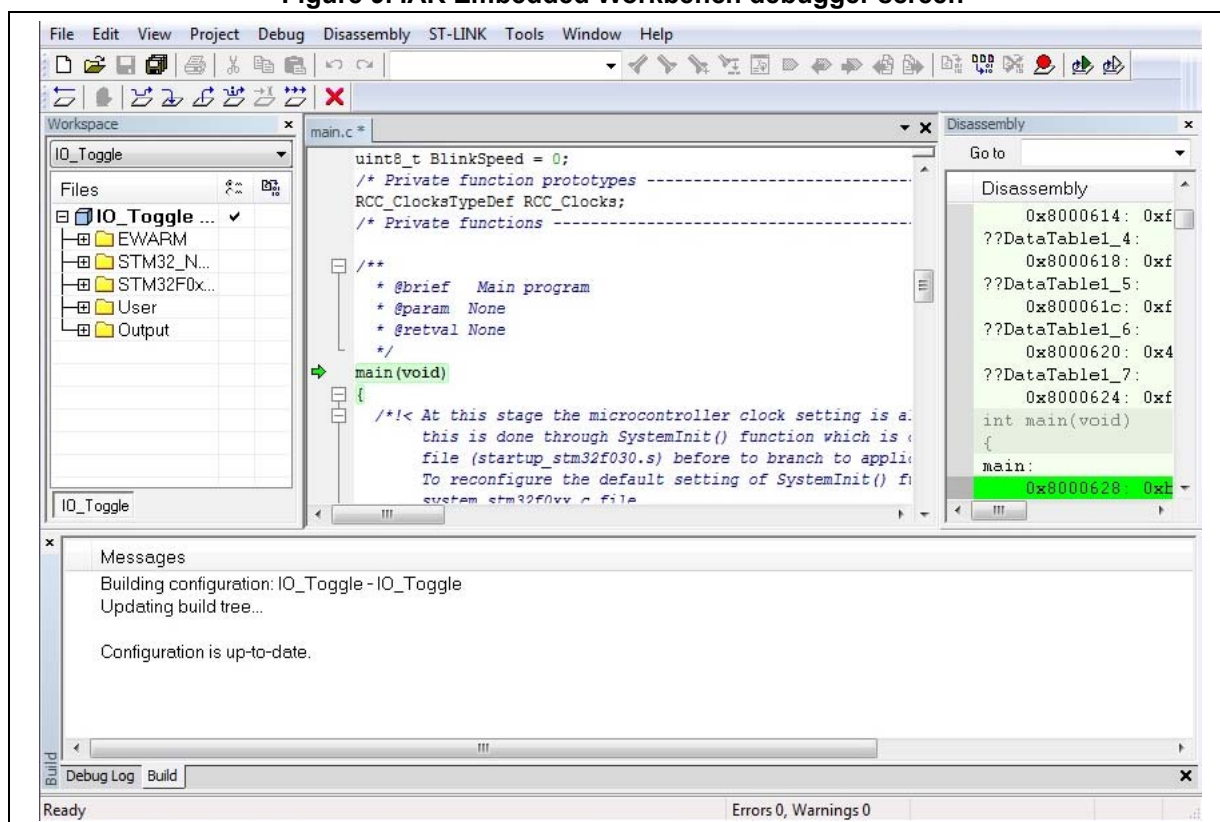 Figure 9. IAR Embedded Workbench debugger screen
File Edit View Project Debug Disassembly ST-LINK Tools Window Help
Workspace
IO_Toggle
Files
IO_Toggle ...
EWARM
STM32_N...
STM32F0x...
User
Output
IO_Toggle
main.c *
uint8_t BlinkSpeed = 0;
/* Private function prototypes --------------------------------
RCC_ClocksTypeDef RCC_Clocks;
/* Private functions -------------------------------------------
/**
* @brief Main program
* @param None
* @retval None
*/
main(void)
{
/*!< At this stage the microcontroller clock setting is a
this is done through SystemInit() function which is
file (startup_stm32f030.s) before to branch to appli
To reconfigure the default setting of SystemInit() f
system_stm32f0xx.c file
Disassembly
Go to
Disassembly
0x8000614: 0xf
??DataTable1_4:
0x8000618: 0xf
??DataTable1_5:
0x800061c: 0xf
??DataTable1_6:
0x8000620: 0x4
??DataTable1_7:
0x8000624: 0xf
int main(void)
{
main:
0x8000628: 0xb
Messages
Building configuration: IO_Toggle - IO_Toggle
Updating build tree...
Configuration is up-to-date.
Build
Debug Log Build
Ready
Errors 0, Warnings 0